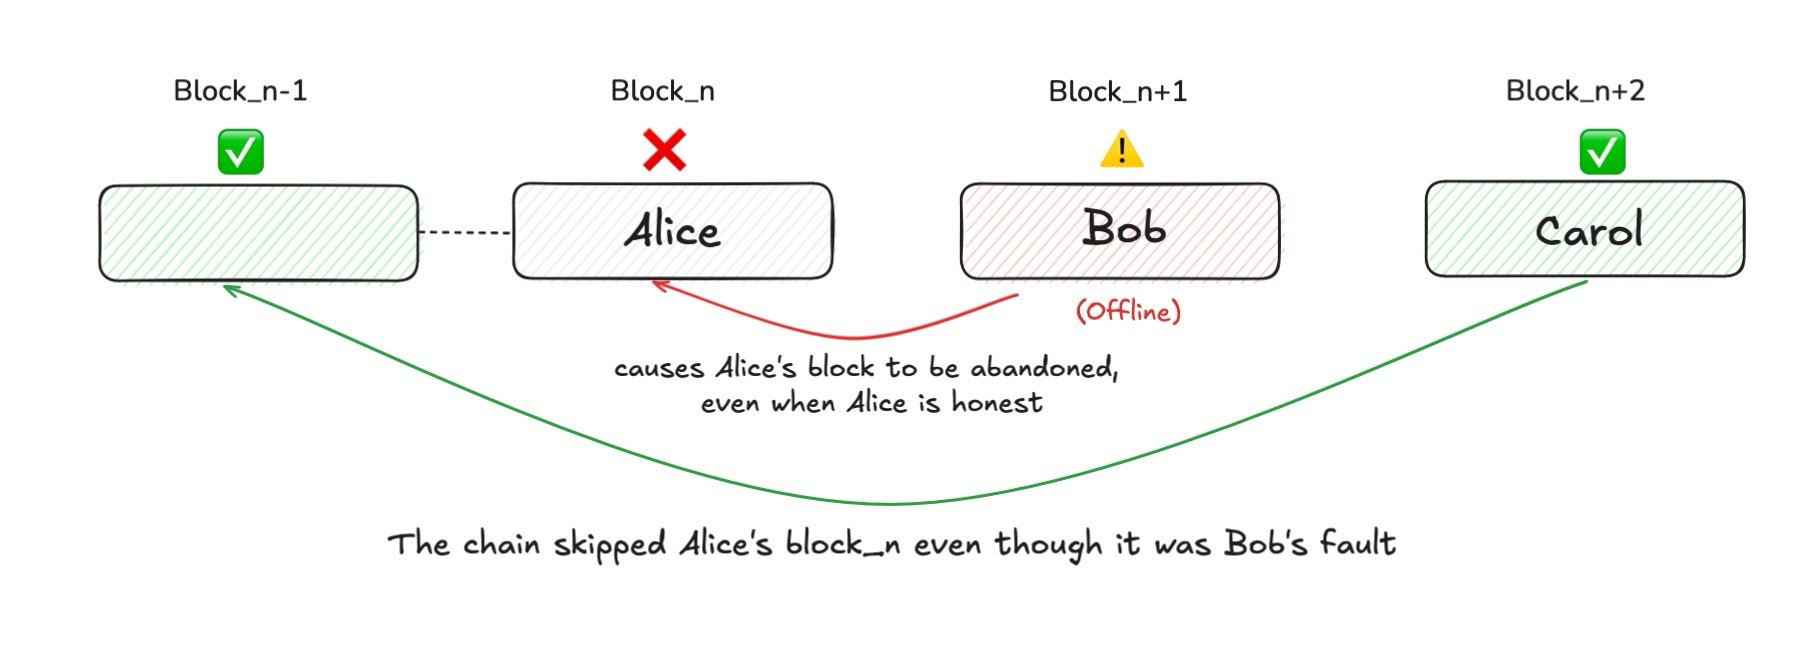 Block_n-1
Block_n
Block_n+1
Block_n+2
Alice
Bob
Carol
(Offline)
causes Alice's block to be abandoned,
even when Alice is honest
The chain skipped Alice's block_n even though it was Bob's fault